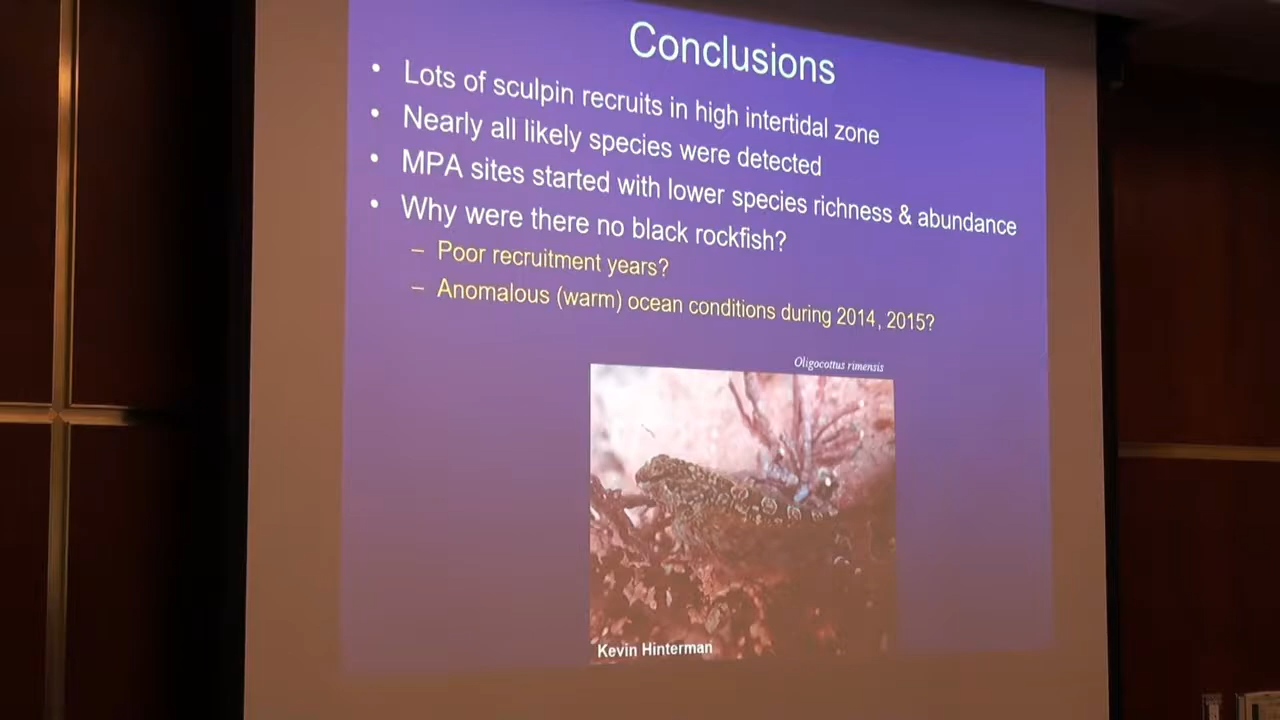 Conclusions
• Lots of sculpin recruits in high intertidal zone
• Nearly all likely species were detected
• MPA sites started with lower species richness & abundance
• Why were there no black rockfish?
– Poor recruitment years?
– Anomalous (warm) ocean conditions during 2014, 2015?
Oligocottus rimensis
Kevin Hinterman